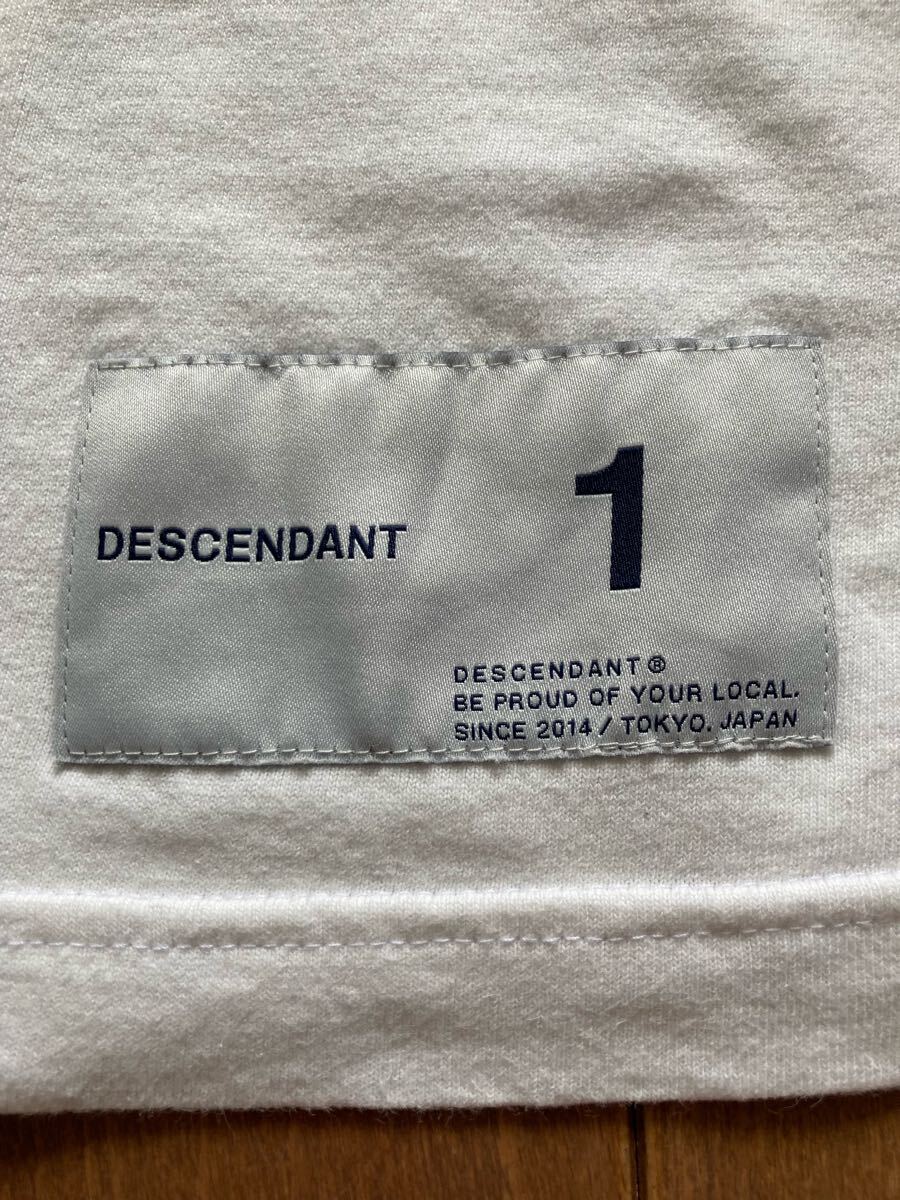 DESCENDANT
1
DESCENDANT®
BE PROUD OF YOUR LOCAL.
SINCE 2014 / TOKYO. JAPAN